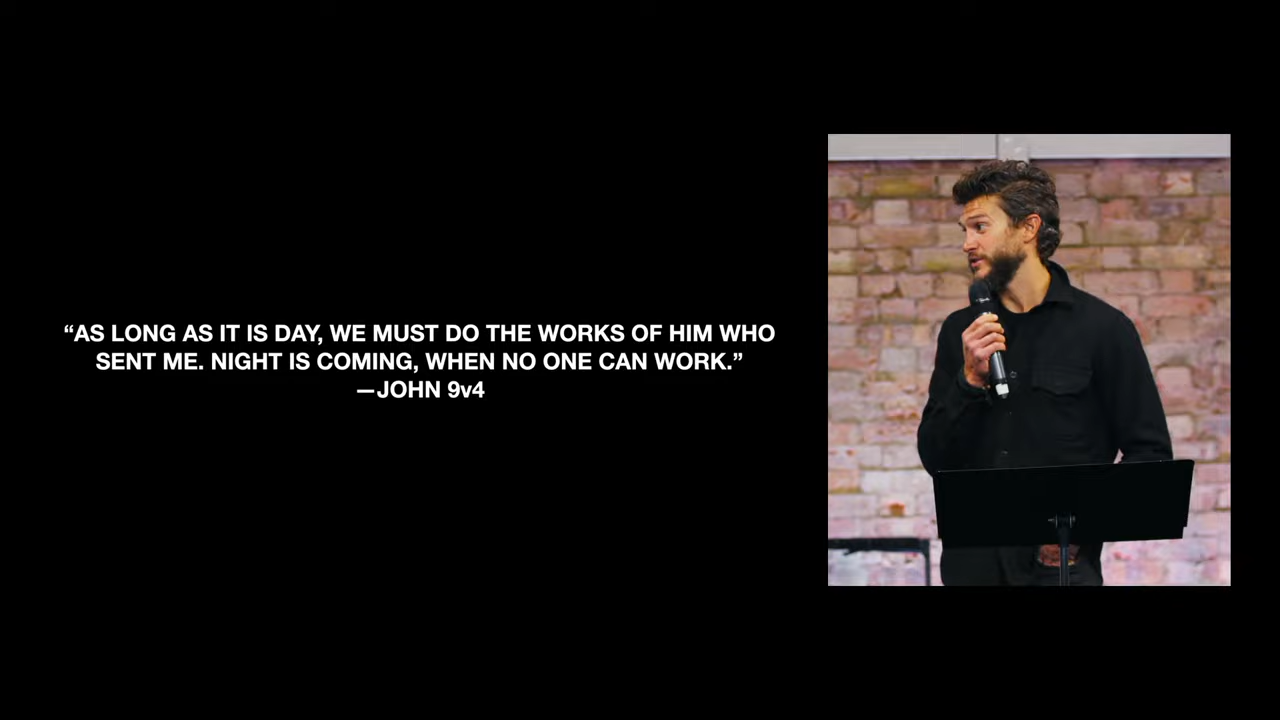 “AS LONG AS IT IS DAY, WE MUST DO THE WORKS OF HIM WHO
SENT ME. NIGHT IS COMING, WHEN NO ONE CAN WORK.”
—JOHN 9v4